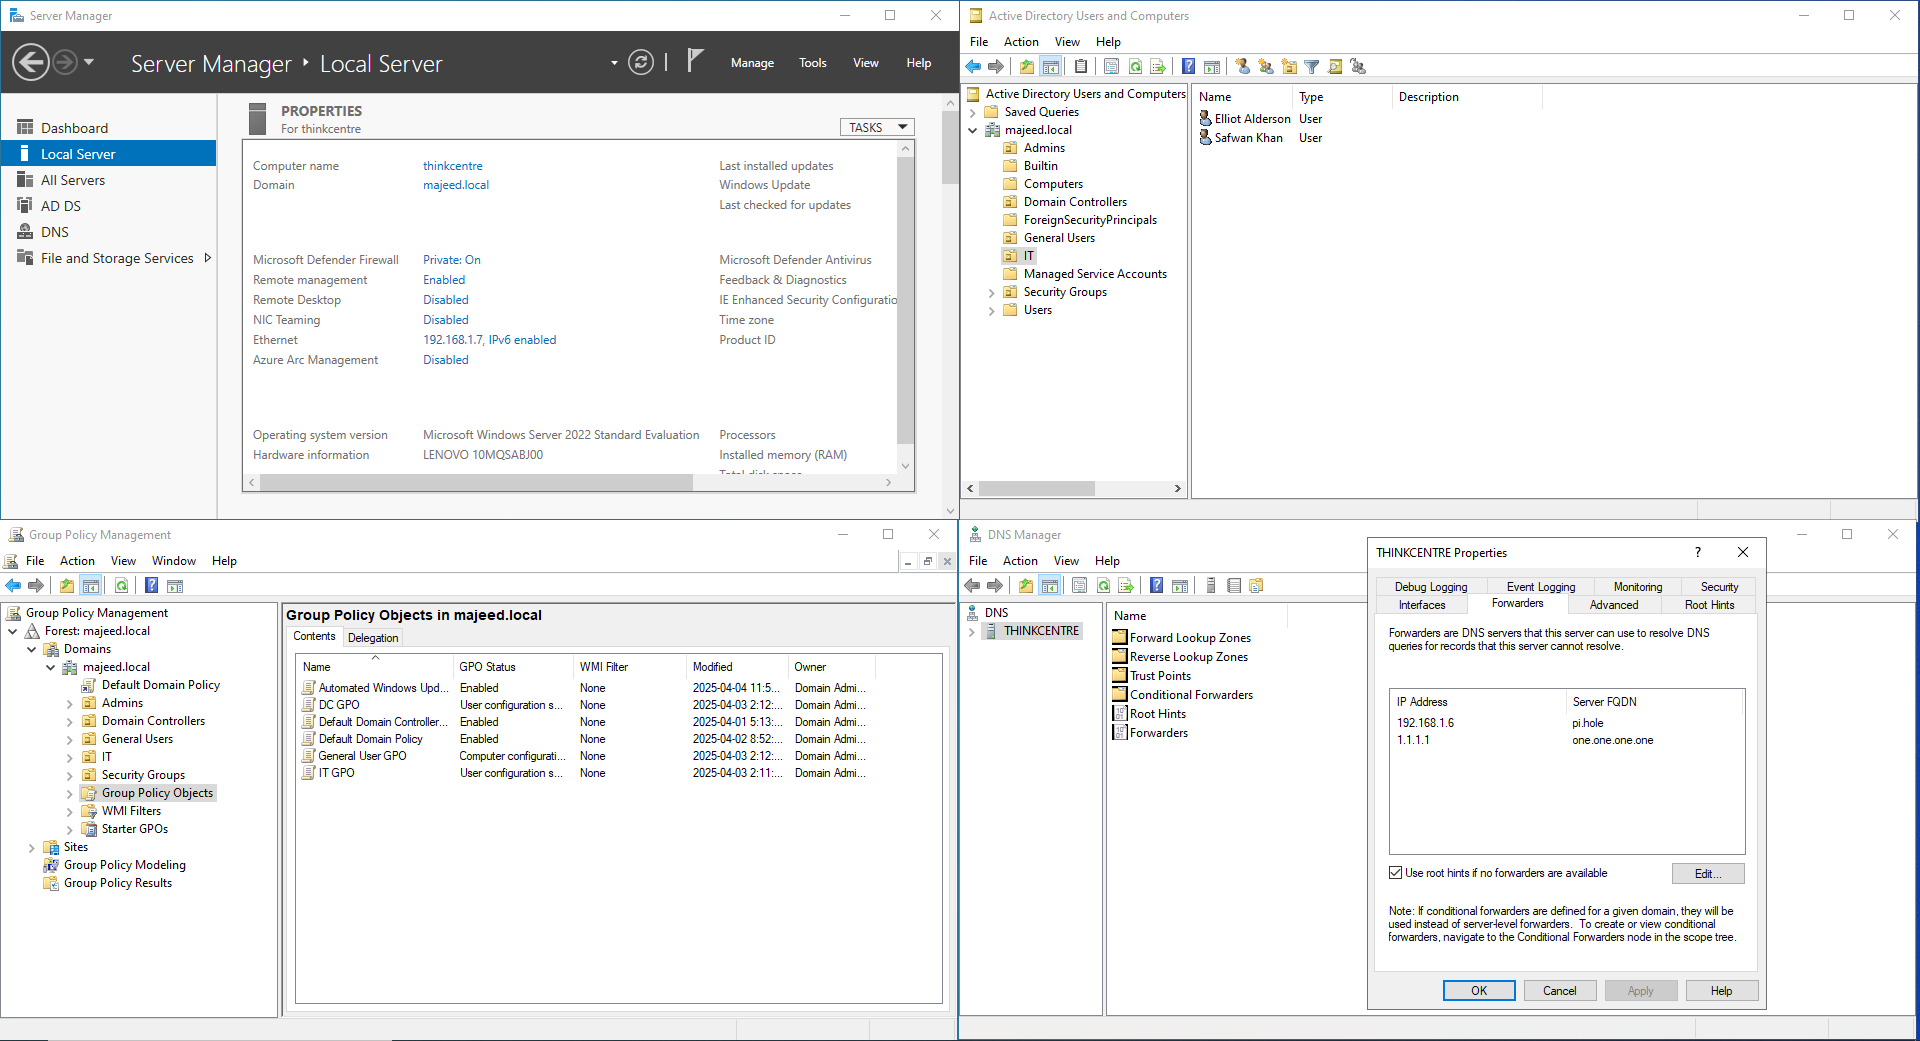 Server Manager
Server Manager ‣ Local Server
Manage Tools View Help
Dashboard
Local Server
All Servers
AD DS
DNS
File and Storage Services
PROPERTIES
For thinkcentre
TASKS
Computer name thinkcentre Last installed updates
Domain majeed.local Windows Update
Last checked for updates
Microsoft Defender Firewall Private: On Microsoft Defender Antivirus
Remote management Enabled Feedback & Diagnostics
Remote Desktop Disabled IE Enhanced Security Configuratio
NIC Teaming Disabled Time zone
Ethernet 192.168.1.7, IPv6 enabled Product ID
Azure Arc Management Disabled
Operating system version Microsoft Windows Server 2022 Standard Evaluation Processors
Hardware information LENOVO 10MQSABJ00 Installed memory (RAM)
Total disk space
Active Directory Users and Computers
File Action View Help
Active Directory Users and Computers
Saved Queries
majeed.local
Admins
Builtin
Computers
Domain Controllers
ForeignSecurityPrincipals
General Users
IT
Managed Service Accounts
Security Groups
Users
Name Type Description
Elliot Alderson User
Safwan Khan User
Group Policy Management
File Action View Window Help
Group Policy Management
Forest: majeed.local
Domains
majeed.local
Default Domain Policy
Admins
Domain Controllers
General Users
IT
Security Groups
Group Policy Objects
WMI Filters
Starter GPOs
Sites
Group Policy Modeling
Group Policy Results
Group Policy Objects in majeed.local
Contents Delegation
Name GPO Status WMI Filter Modified Owner
Automated Windows Upd... Enabled None 2025-04-04 11:5... Domain Admi...
DC GPO User configuration s... None 2025-04-03 2:12:... Domain Admi...
Default Domain Controller... Enabled None 2025-04-01 5:13:... Domain Admi...
Default Domain Policy Enabled None 2025-04-02 8:52:... Domain Admi...
General User GPO Computer configurati... None 2025-04-03 2:12:... Domain Admi...
IT GPO User configuration s... None 2025-04-03 2:11:... Domain Admi...
DNS Manager
File Action View Help
DNS
THINKCENTRE
Name
Forward Lookup Zones
Reverse Lookup Zones
Trust Points
Conditional Forwarders
Root Hints
Forwarders
THINKCENTRE Properties
Debug Logging Event Logging Monitoring Security
Interfaces Forwarders Advanced Root Hints
Forwarders are DNS servers that this server can use to resolve DNS
queries for records that this server cannot resolve.
IP Address Server FQDN
192.168.1.6 pi.hole
1.1.1.1 one.one.one.one
Use root hints if no forwarders are available
Edit...
Note: If conditional forwarders are defined for a given domain, they will be
used instead of server-level forwarders. To create or view conditional
forwarders, navigate to the Conditional Forwarders node in the scope tree.
OK Cancel Apply Help